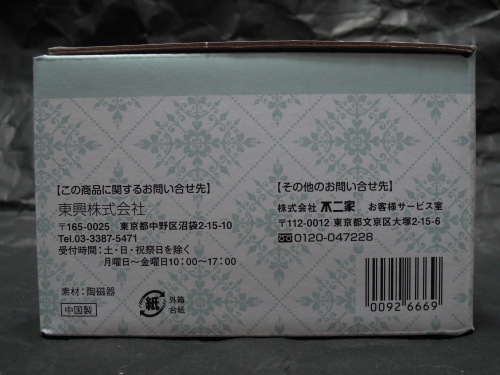 【この商品に関するお問い合せ先】
東興株式会社
〒165-0025 東京都中野区沼袋2-15-10
Tel.03-3387-5471
受付時間：土・日・祝祭日を除く
月曜日〜金曜日10：00〜17：00
素材：陶磁器
中国製
紙
外箱
台紙
【その他のお問い合せ先】
株式会社 不二家 お客様サービス室
〒112-0012 東京都文京区大塚2-15-6
0120-047228
0092 6669